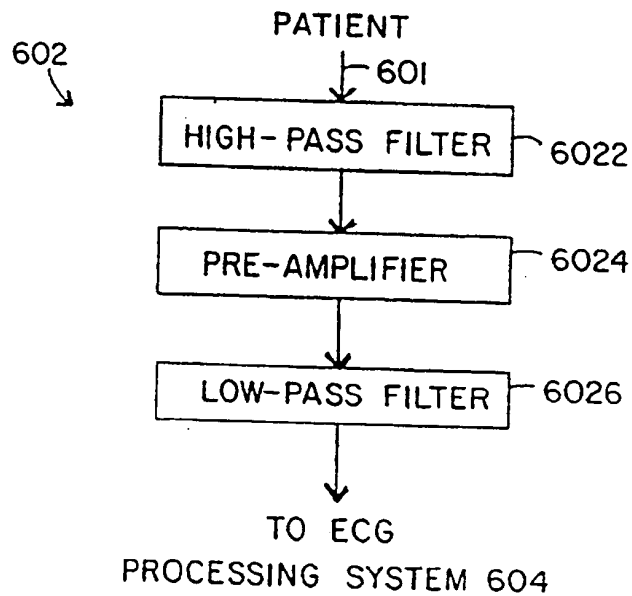 PATIENT
602
601
HIGH-PASS FILTER
6022
PRE-AMPLIFIER
6024
LOW-PASS FILTER
6026
TO ECG
PROCESSING SYSTEM 604